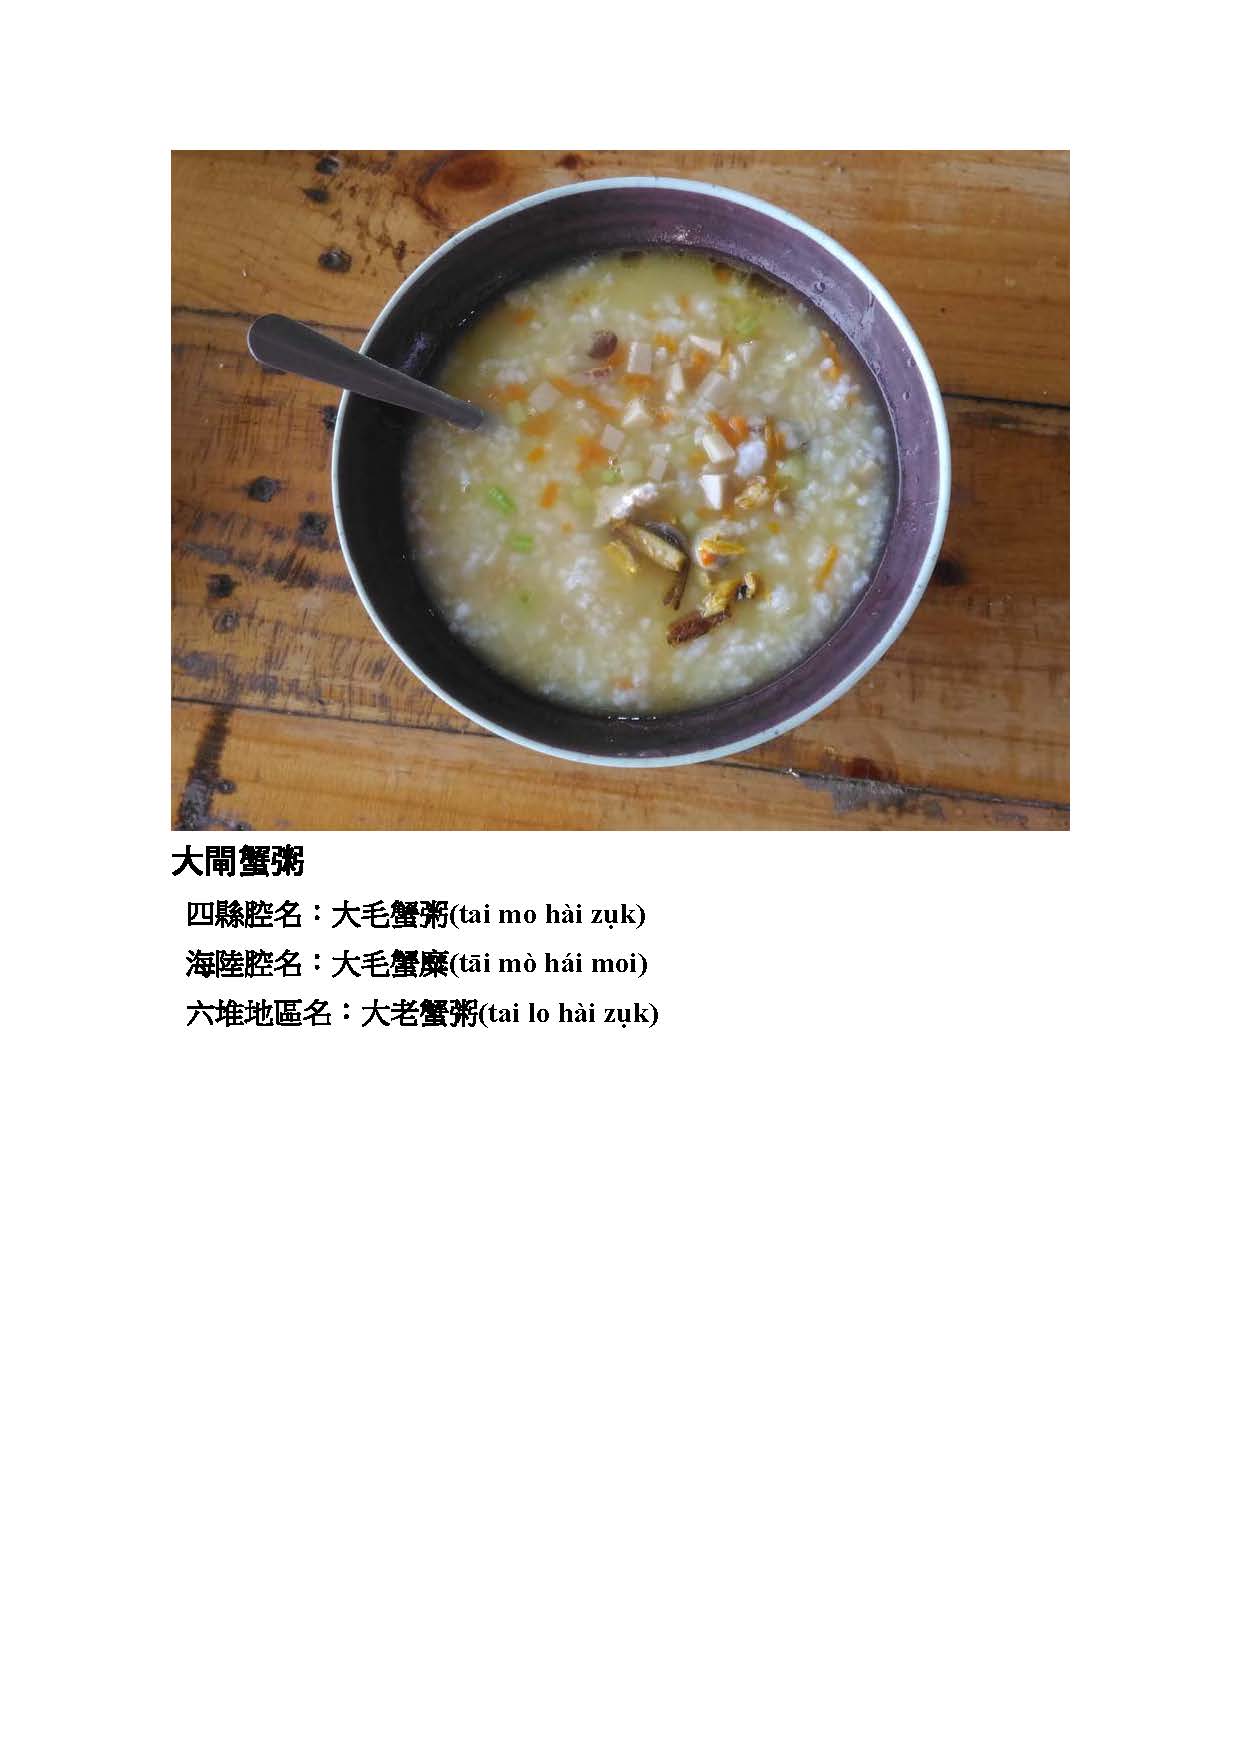 大閘蟹粥
四縣腔名：大毛蟹粥(tai mo hài zụk)
海陸腔名：大毛蟹糜(tāi mò hái moi)
六堆地區名：大老蟹粥(tai lo hài zụk)